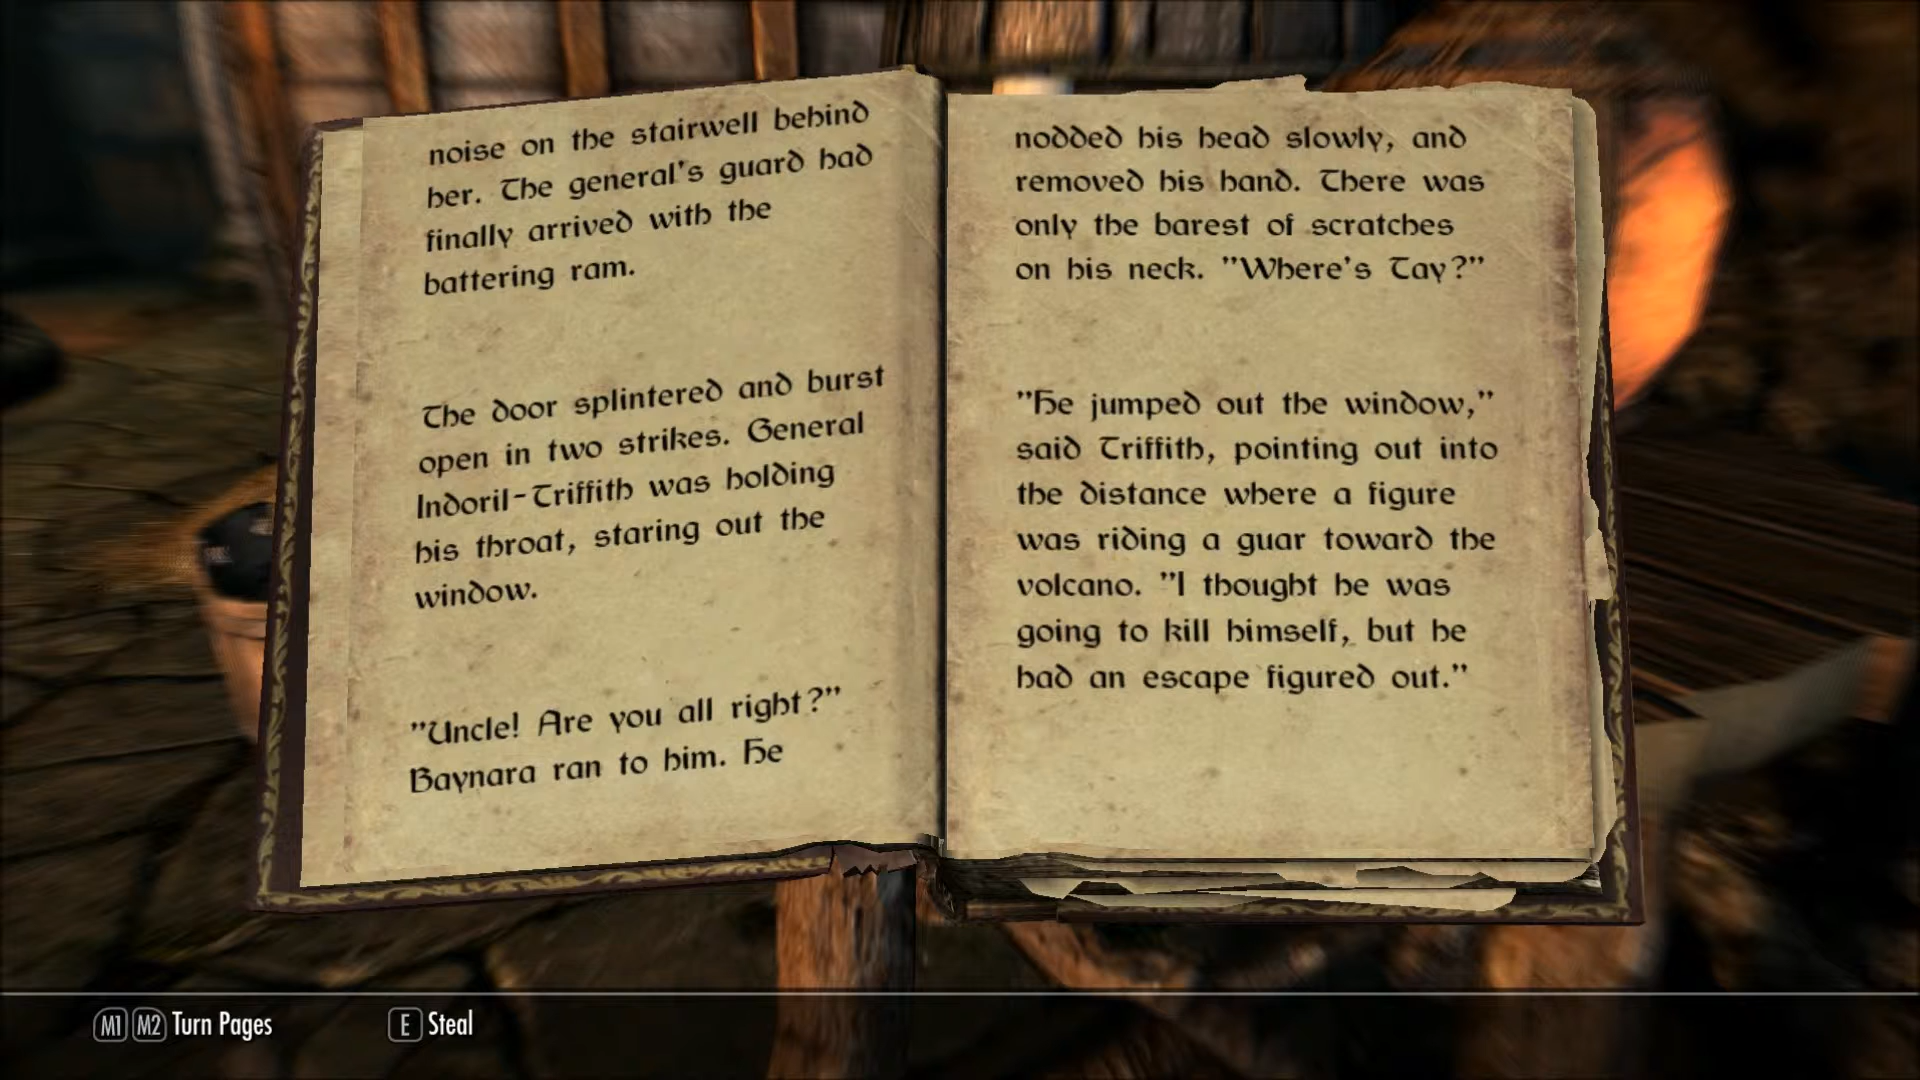 noise on the stairwell behind
her. The general's guard had
finally arrived with the
battering ram.
The door splintered and burst
open in two strikes. General
Indoril-Triffith was holding
his throat, staring out the
window.
"Uncle! Are you all right?"
Baynara ran to him. He
nodded his head slowly, and
removed his hand. There was
only the barest of scratches
on his neck. "Where's Tay?"
"He jumped out the window,"
said Triffith, pointing out into
the distance where a figure
was riding a guar toward the
volcano. "I thought he was
going to kill himself, but he
had an escape figured out."
M1 M2 Turn Pages
E Steal